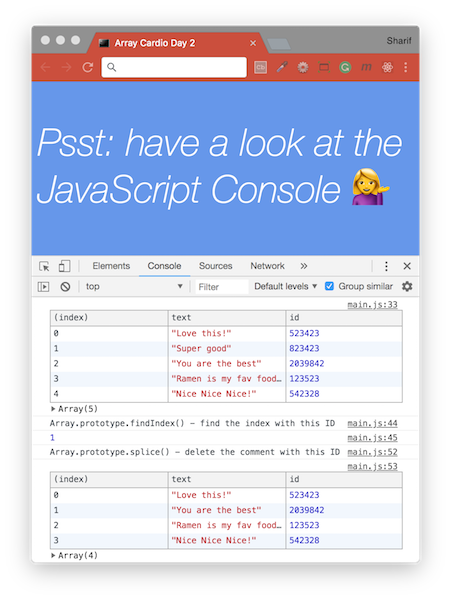 Array Cardio Day 2
Sharif
Psst: have a look at the
JavaScript Console 💁
Elements Console Sources Network »
top Filter Default levels Group similar
main.js:33
(index) text id
0 "Love this!" 523423
1 "Super good" 823423
2 "You are the best" 2039842
3 "Ramen is my fav food… 123523
4 "Nice Nice Nice!" 542328
Array(5)
Array.prototype.findIndex() – find the index with this ID main.js:44
1 main.js:45
Array.prototype.splice() – delete the comment with this ID main.js:52
main.js:53
(index) text id
0 "Love this!" 523423
1 "You are the best" 2039842
2 "Ramen is my fav food… 123523
3 "Nice Nice Nice!" 542328
Array(4)